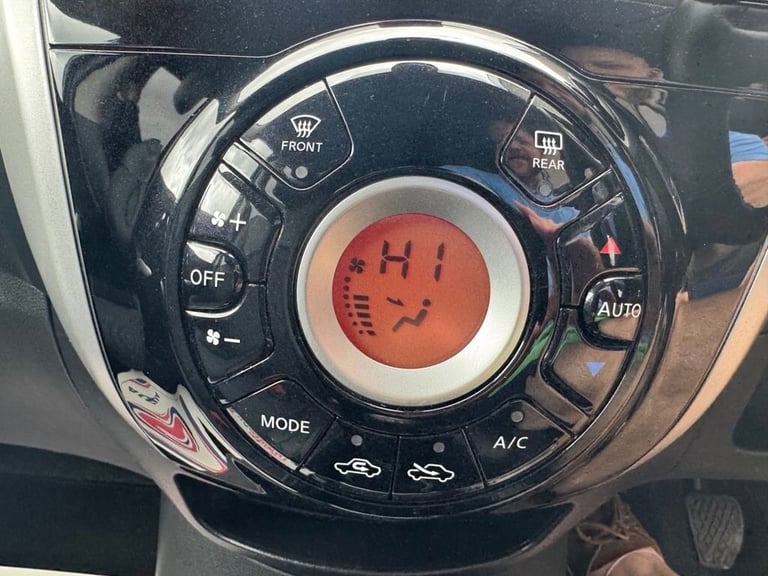 FRONT
REAR
+
OFF
HI
AUTO
-
MODE
A/C